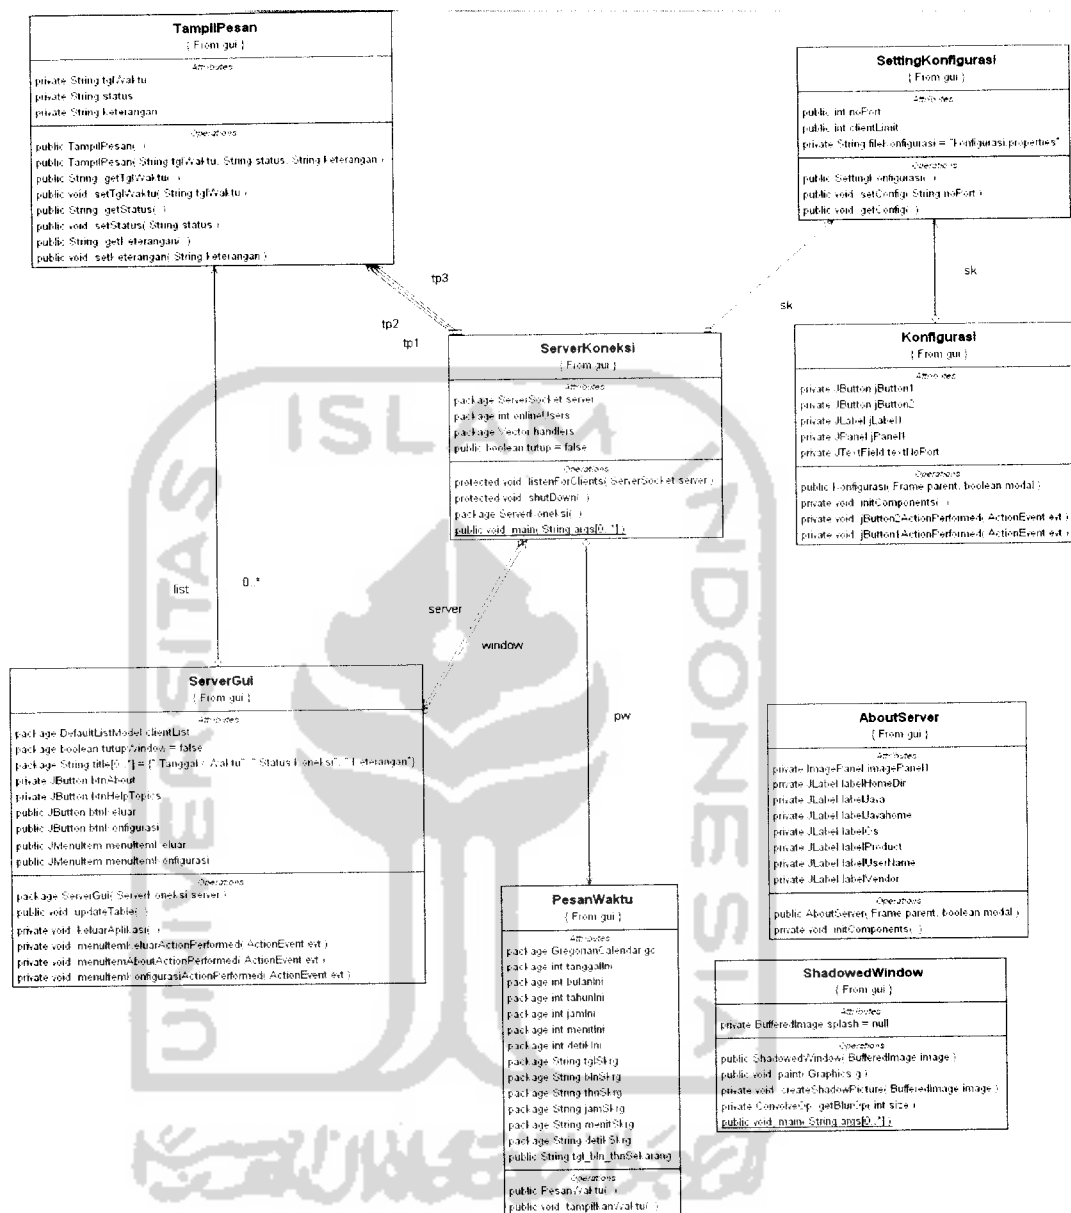 TampilPesan
{ From gui }
Attributes
private String tglWaktu
private String status
private String keterangan
Operations
public TampilPesan( )
public TampilPesan( String tglWaktu, String status, String keterangan )
public String getTglWaktu( )
public void setTglWaktu( String tglWaktu )
public String getStatus( )
public void setStatus( String status )
public String getKeterangan( )
public void setKeterangan( String keterangan )
SettingKonfigurasi
{ From gui }
Attributes
public int noPort
public int clientLimit
private String fileKonfigurasi = "Konfigurasi.properties"
Operations
public SettingKonfigurasi( )
public void setConfig( String noPort )
public void getConfig( )
tp3
tp2
tp1
sk
sk
ServerKoneksi
{ From gui }
Attributes
package ServerSocket server
package int onlineUsers
package Vector handlers
public boolean tutup = false
Operations
protected void listenForClients( ServerSocket server )
protected void shutDown( )
package ServerKoneksi( )
public void main( String args[0..*] )
Konfigurasi
{ From gui }
Attributes
private JButton jButton1
private JButton jButton2
private JLabel jLabel1
private JPanel jPanel1
private JTextField textNoPort
Operations
public Konfigurasi( Frame parent, boolean modal )
private void initComponents( )
private void jButton2ActionPerformed( ActionEvent evt )
private void jButton1ActionPerformed( ActionEvent evt )
list
0..*
server
window
pw
ServerGui
{ From gui }
Attributes
package DefaultListModel clientList
package boolean tutupWindow = false
package String title[0..*] = {" Tanggal / Waktu", " Status Koneksi", " Keterangan"}
private JButton btnAbout
private JButton btnHelpTopics
public JButton btnKeluar
public JButton btnKonfigurasi
public JMenuItem menuItemKeluar
public JMenuItem menuItemKonfigurasi
Operations
package ServerGui( ServerKoneksi server )
public void updateTable( )
private void keluarAplikasi( )
private void menuItemKeluarActionPerformed( ActionEvent evt )
private void menuItemAboutActionPerformed( ActionEvent evt )
private void menuItemKonfigurasiActionPerformed( ActionEvent evt )
AboutServer
{ From gui }
Attributes
private ImagePanel imagePanel1
private JLabel labelHomeDir
private JLabel labelJava
private JLabel labelJavahome
private JLabel labelOs
private JLabel labelProduct
private JLabel labelUserName
private JLabel labelVendor
Operations
public AboutServer( Frame parent, boolean modal )
private void initComponents( )
PesanWaktu
{ From gui }
Attributes
package GregorianCalendar gc
package int tanggalIni
package int bulanIni
package int tahunIni
package int jamIni
package int menitIni
package int detikIni
package String tglSkrg
package String blnSkrg
package String thnSkrg
package String jamSkrg
package String menitSkrg
package String detikSkrg
public String tgl_bln_thnSekarang
Operations
public PesanWaktu( )
public void tampilkanWaktu( )
ShadowedWindow
{ From gui }
Attributes
private BufferedImage splash = null
Operations
public ShadowedWindow( BufferedImage image )
public void paint( Graphics g )
private void createShadowPicture( BufferedImage image )
private ConvolveOp getBlurOp( int size )
public void main( String args[0..*] )
UNIVERSITAS
ISLAM
INDONESIA